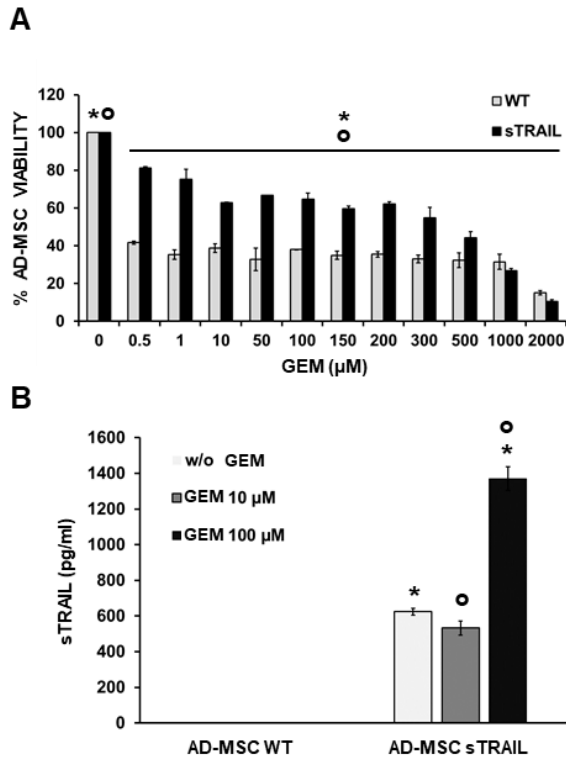 A
120
100
80
60
40
20
0
% AD-MSC VIABILITY
* o
*
o
WT
sTRAIL
0 0.5 1 10 50 100 150 200 300 500 1000 2000
GEM (µM)
B
1600
1400
1200
1000
800
600
400
200
0
sTRAIL (pg/ml)
w/o GEM
GEM 10 µM
GEM 100 µM
*
o
o
*
AD-MSC WT AD-MSC sTRAIL